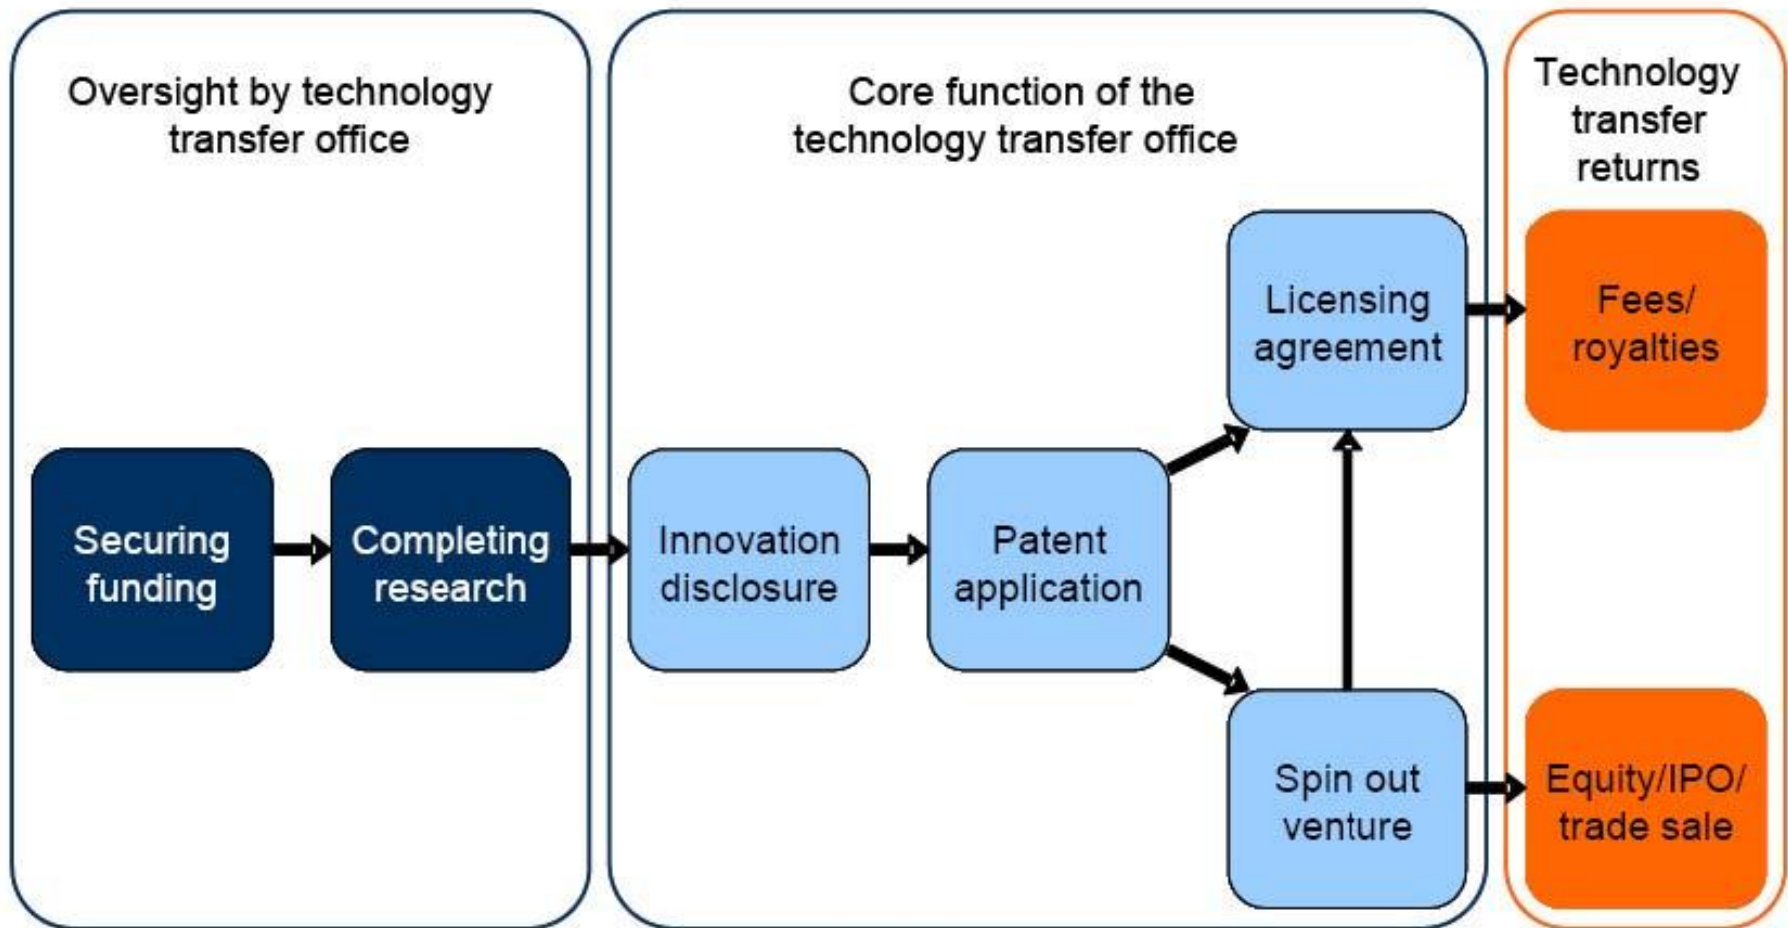 Oversight by technology
transfer office
Core function of the
technology transfer office
Technology
transfer
returns
Securing
funding
Completing
research
Innovation
disclosure
Patent
application
Licensing
agreement
Spin out
venture
Fees/
royalties
Equity/IPO/
trade sale